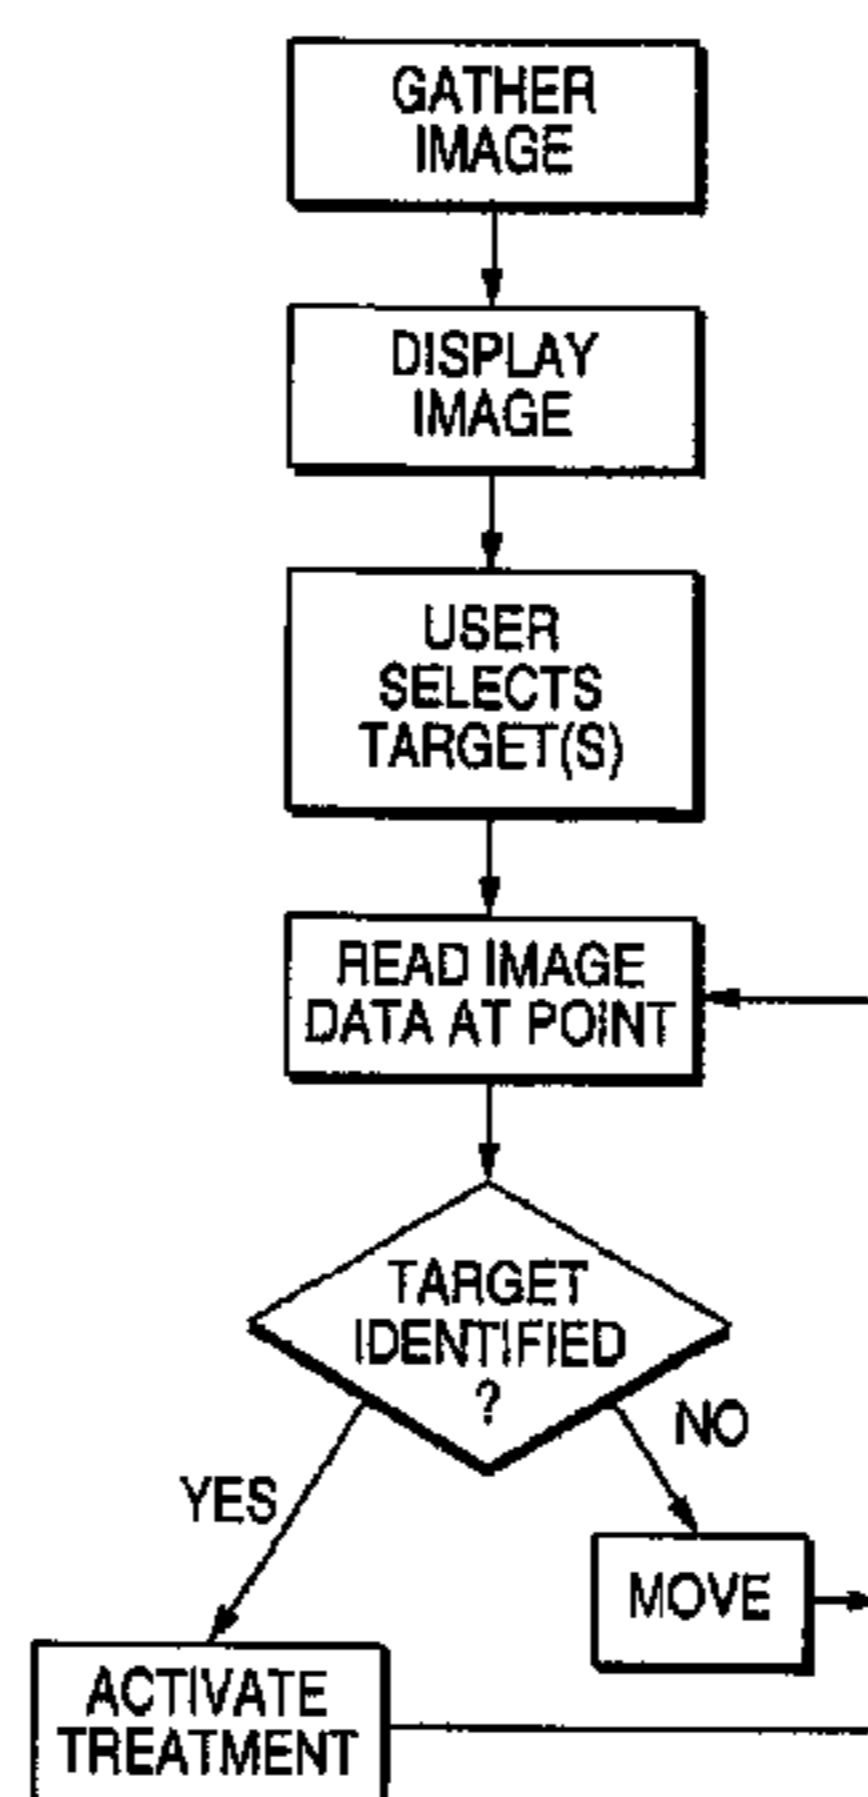 GATHER
IMAGE
DISPLAY
IMAGE
USER
SELECTS
TARGET(S)
READ IMAGE
DATA AT POINT
TARGET
IDENTIFIED
?
NO
YES
MOVE
ACTIVATE
TREATMENT